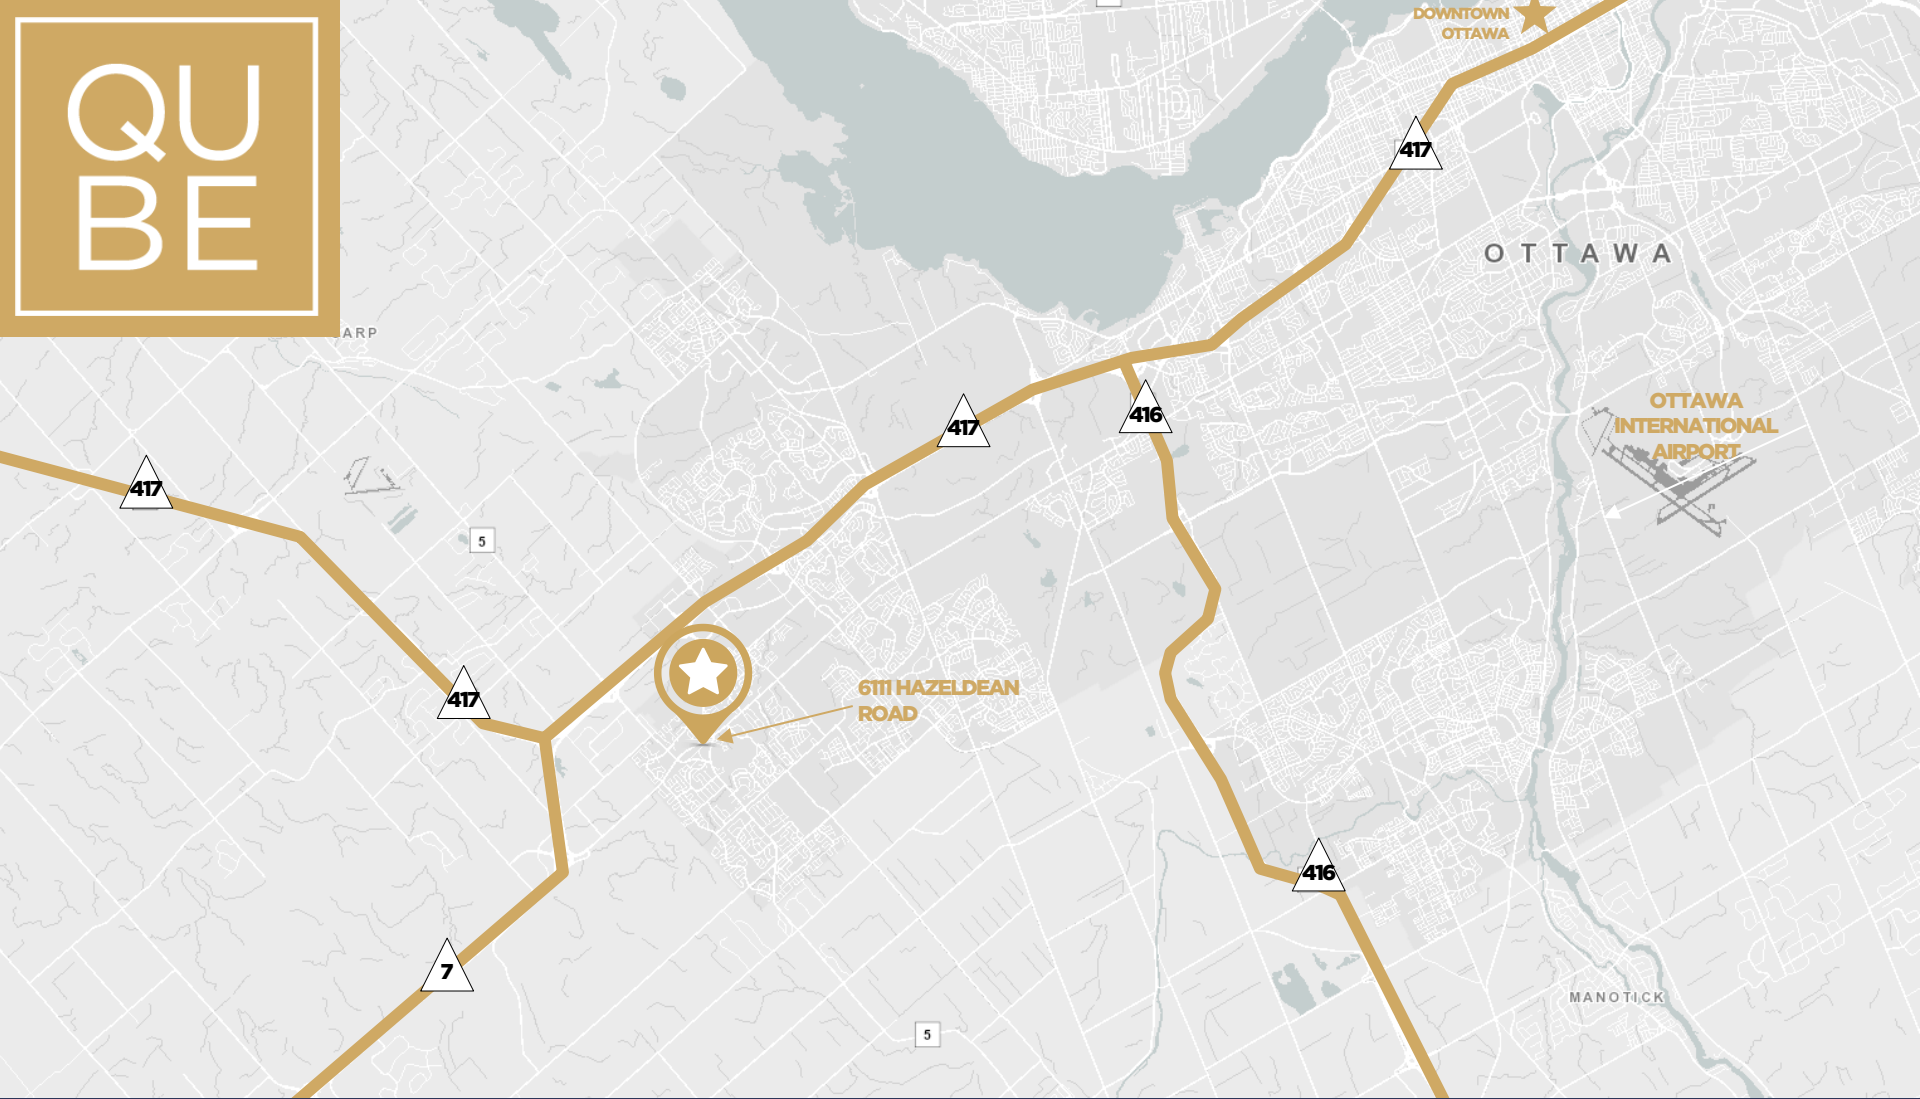 QU
BE
DOWNTOWN
OTTAWA
417
OTTAWA
ARP
OTTAWA
INTERNATIONAL
AIRPORT
416
417
417
5
6111 HAZELDEAN
ROAD
417
416
7
MANOTICK
5